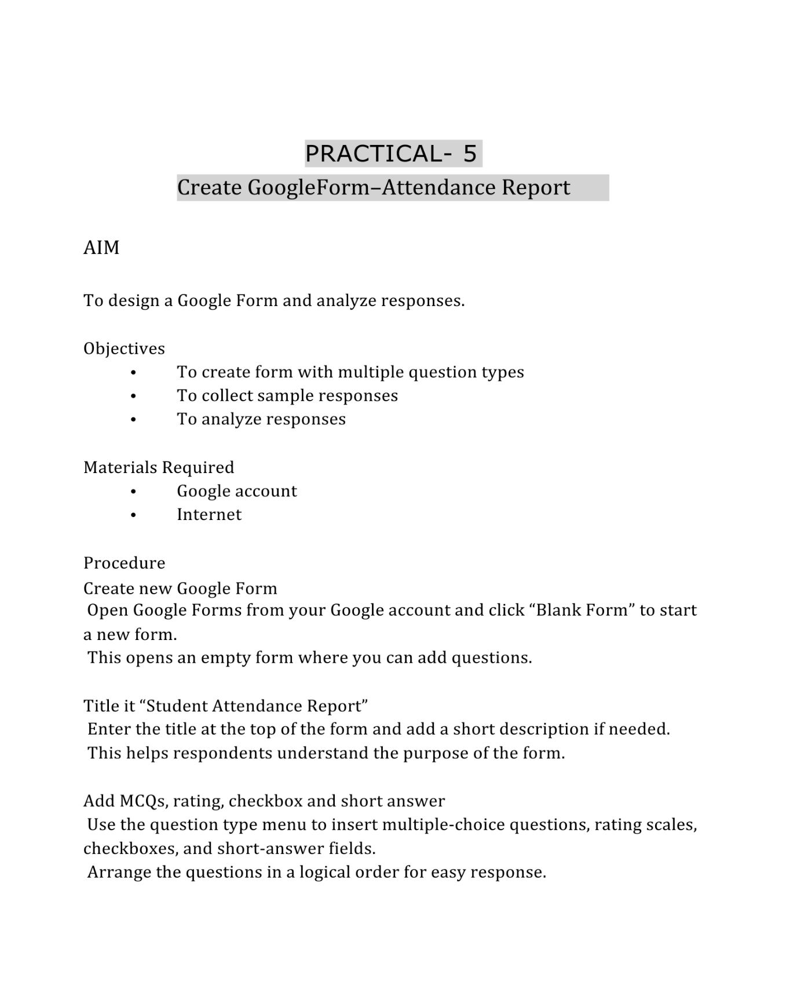 PRACTICAL- 5
Create GoogleForm–Attendance Report
AIM
To design a Google Form and analyze responses.
Objectives
• To create form with multiple question types
• To collect sample responses
• To analyze responses
Materials Required
• Google account
• Internet
Procedure
Create new Google Form
Open Google Forms from your Google account and click “Blank Form” to start
a new form.
This opens an empty form where you can add questions.
Title it “Student Attendance Report”
Enter the title at the top of the form and add a short description if needed.
This helps respondents understand the purpose of the form.
Add MCQs, rating, checkbox and short answer
Use the question type menu to insert multiple-choice questions, rating scales,
checkboxes, and short-answer fields.
Arrange the questions in a logical order for easy response.